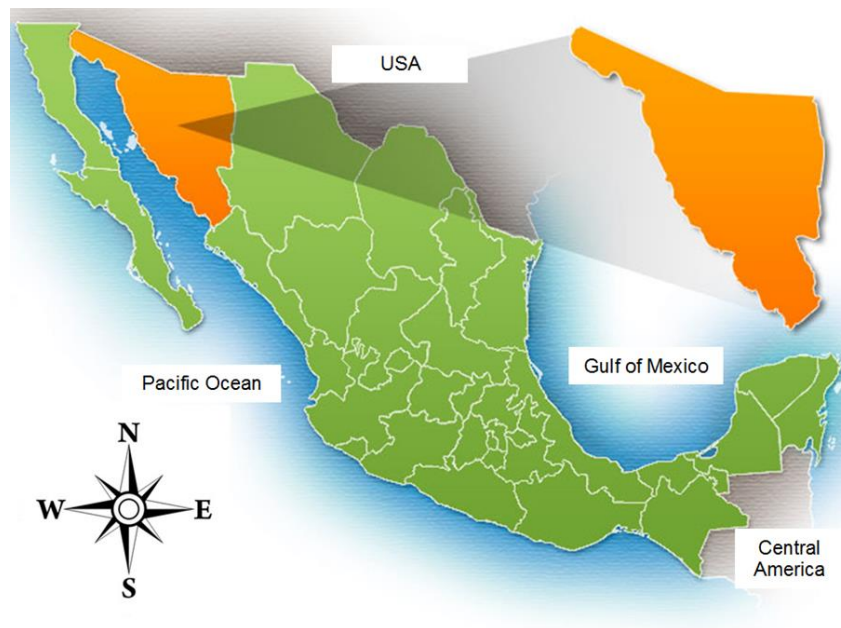 USA
Gulf of Mexico
Pacific Ocean
N
W
E
S
Central
America